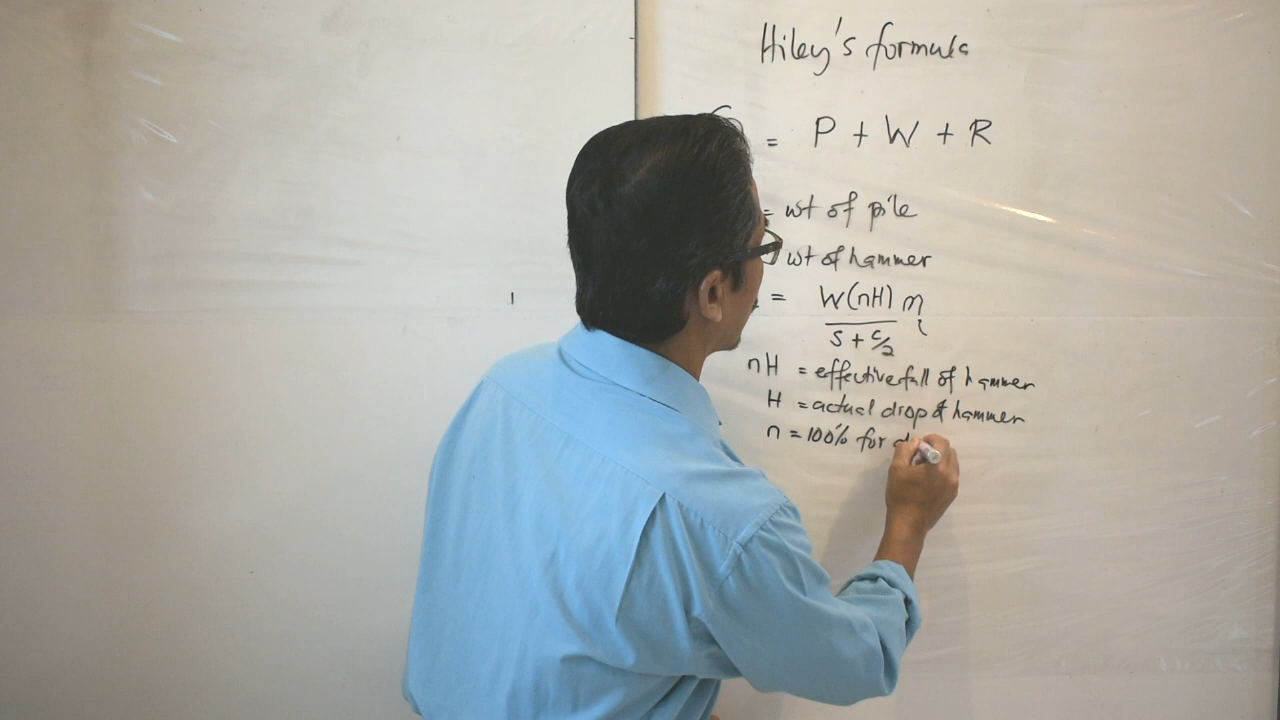 Hiley's formula
= P + W + R
= wt of pile
wt of hammer
= W(nH) η
s + c/2
nH = effective fall of hammer
H = actual drop of hammer
n = 100% for